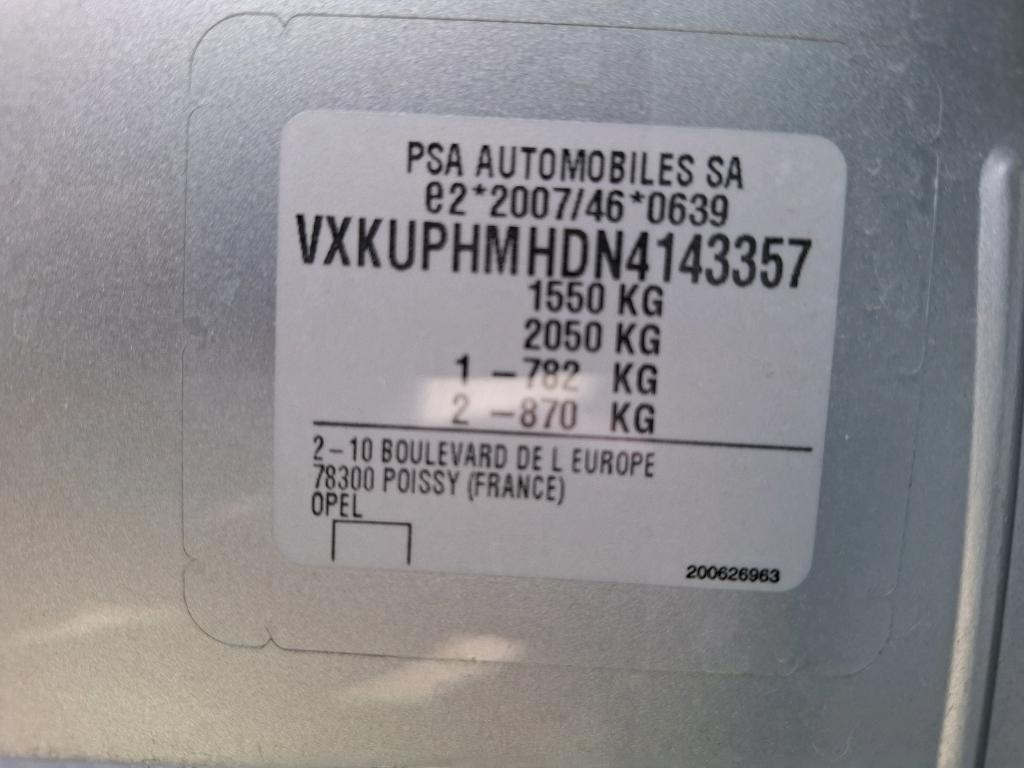 PSA AUTOMOBILES SA
e2*2007/46*0639
VXKUPHMHDN4143357
1550 KG
2050 KG
1 -782 KG
2 -870 KG
2-10 BOULEVARD DE L EUROPE
78300 POISSY (FRANCE)
OPEL
200626963